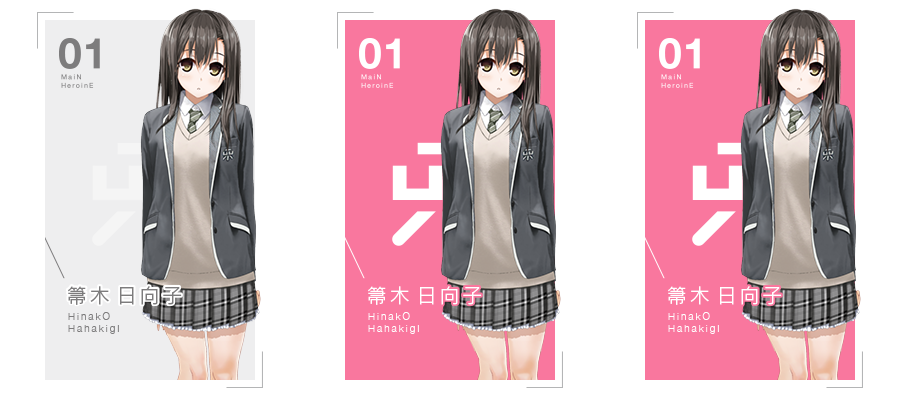 01
MaiN
HeroinE
箒木 日向子
HinakO
HahakigI
01
MaiN
HeroinE
箒木 日向子
HinakO
HahakigI
01
MaiN
HeroinE
箒木 日向子
HinakO
HahakigI